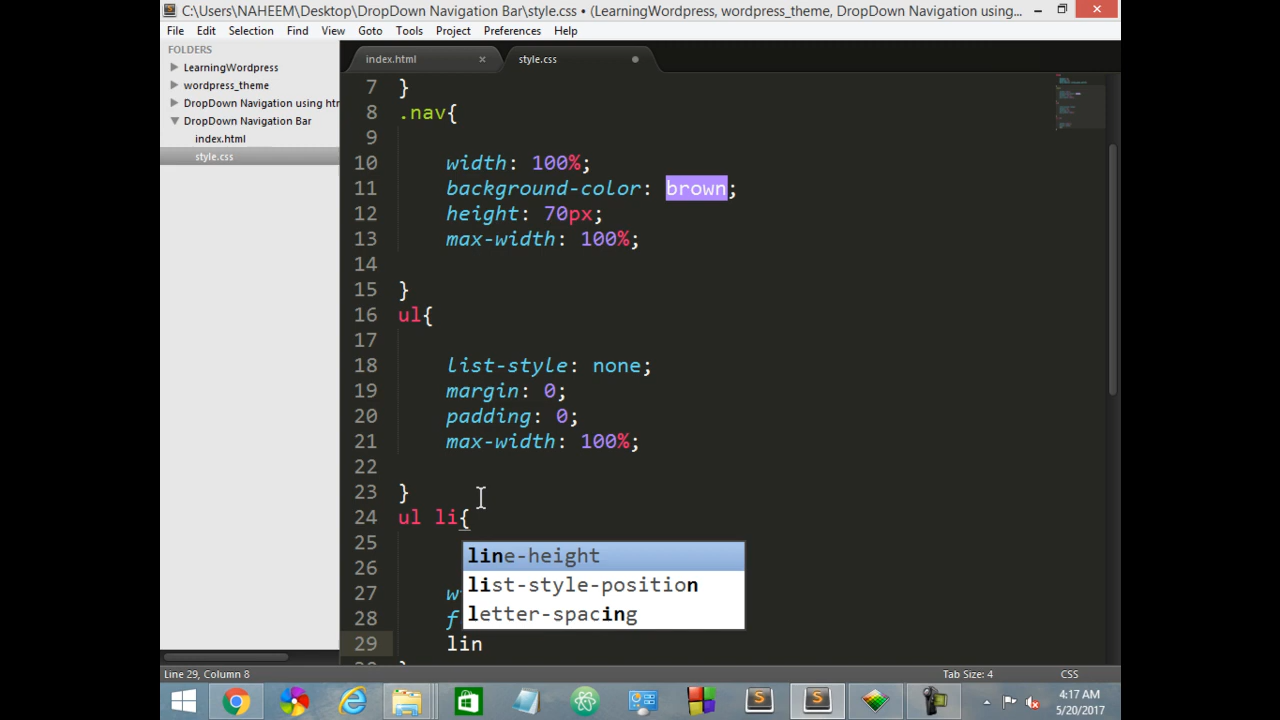 C:\Users\NAHEEM\Desktop\DropDown Navigation Bar\style.css • (LearningWordpress, wordpress_theme, DropDown Navigation using...
File Edit Selection Find View Goto Tools Project Preferences Help
FOLDERS
LearningWordpress
wordpress_theme
DropDown Navigation using htr
DropDown Navigation Bar
index.html
style.css
index.html style.css
7 }
8 .nav{
9
10 width: 100%;
11 background-color: brown;
12 height: 70px;
13 max-width: 100%;
14
15 }
16 ul{
17
18 list-style: none;
19 margin: 0;
20 padding: 0;
21 max-width: 100%;
22
23 }
24 ul li{
25
26
27 w
28 f
29 lin
line-height
list-style-position
letter-spacing
Line 29, Column 8 Tab Size: 4 CSS
4:17 AM
5/20/2017